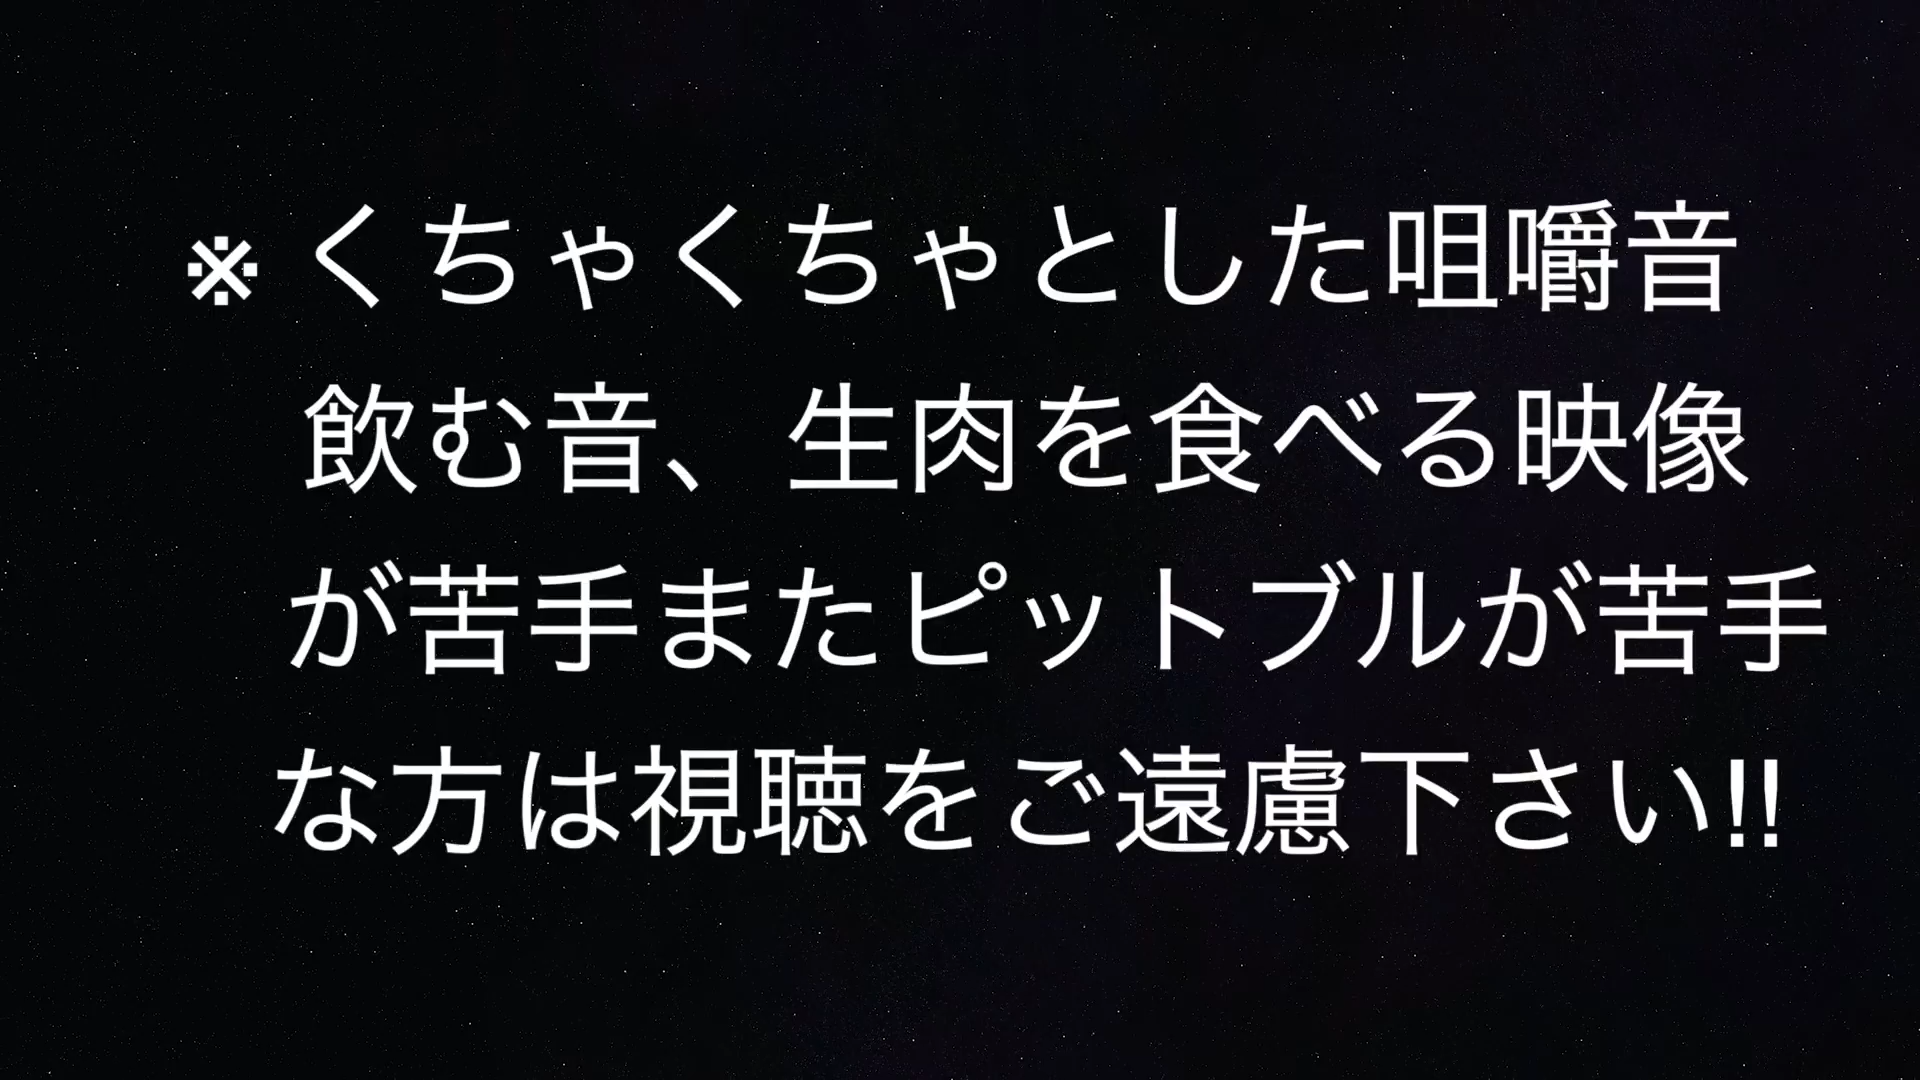 ※くちゃくちゃとした咀嚼音
飲む音、生肉を食べる映像
が苦手またピットブルが苦手
な方は視聴をご遠慮下さい!!